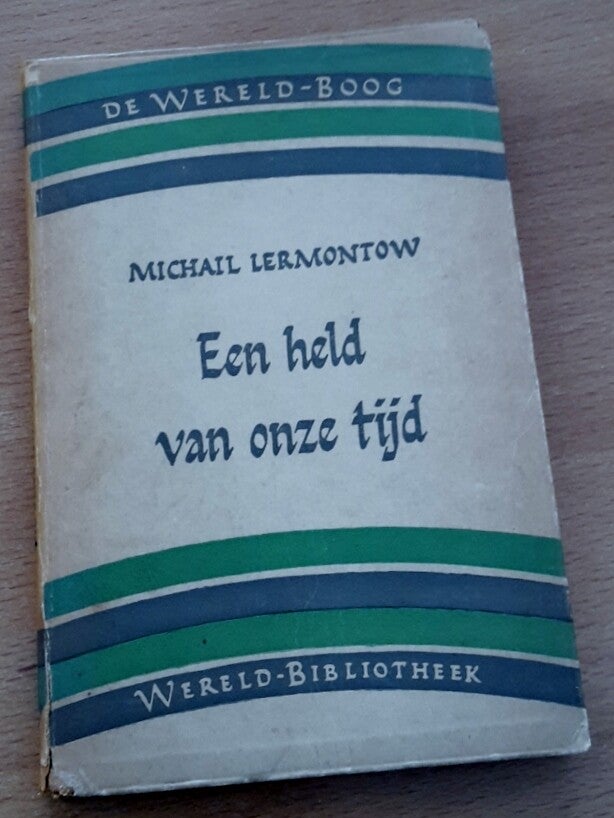 DE WERELD-BOOG
MICHAIL LERMONTOW
Een held
van onze tijd
WERELD-BIBLIOTHEEK